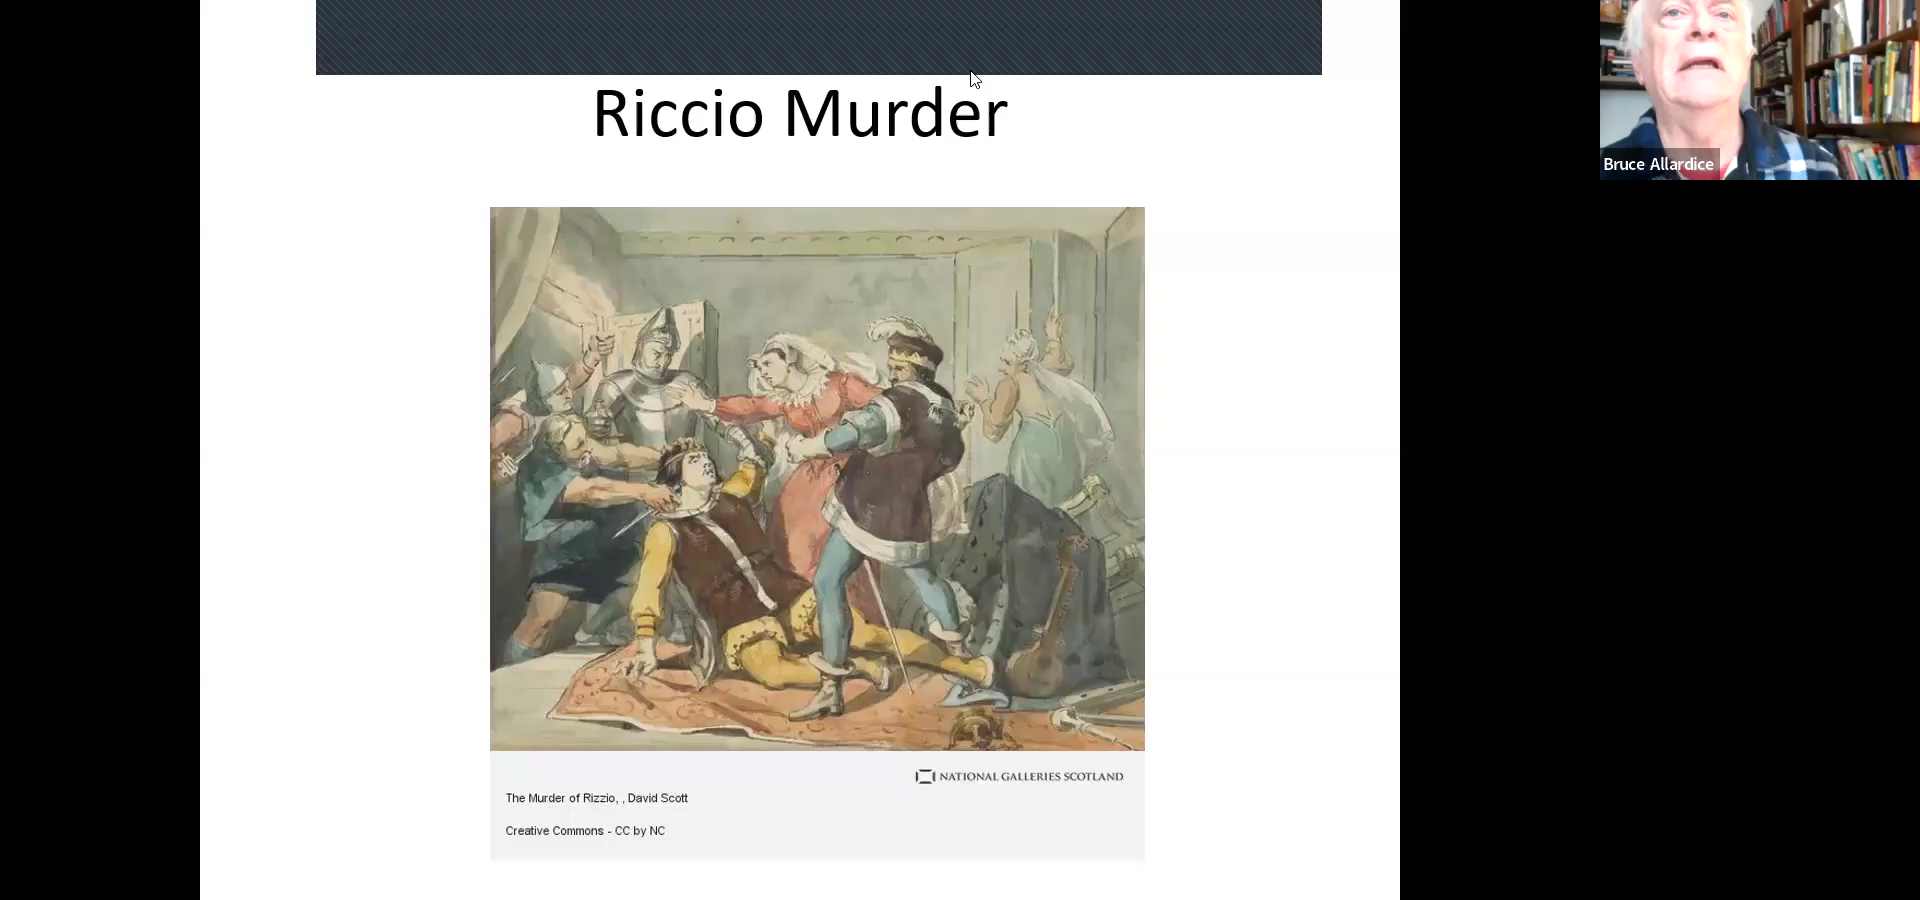 Riccio Murder
Bruce Allardice
NATIONAL GALLERIES SCOTLAND
The Murder of Rizzio, , David Scott
Creative Commons - CC by NC